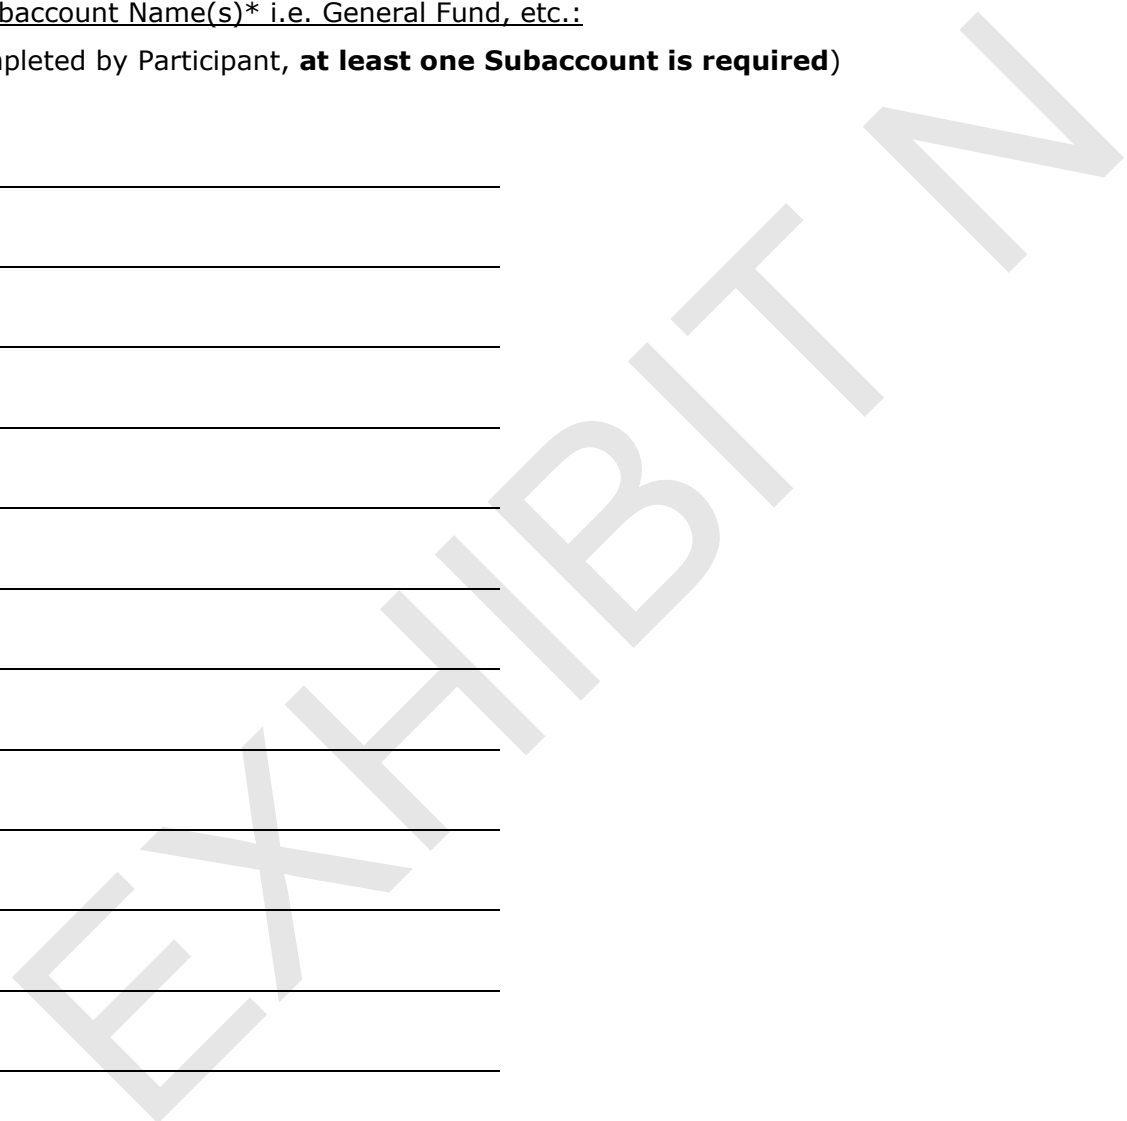 baccount Name(s)* i.e. General Fund, etc.:
pleted by Participant, at least one Subaccount is required)
EXHIBIT N